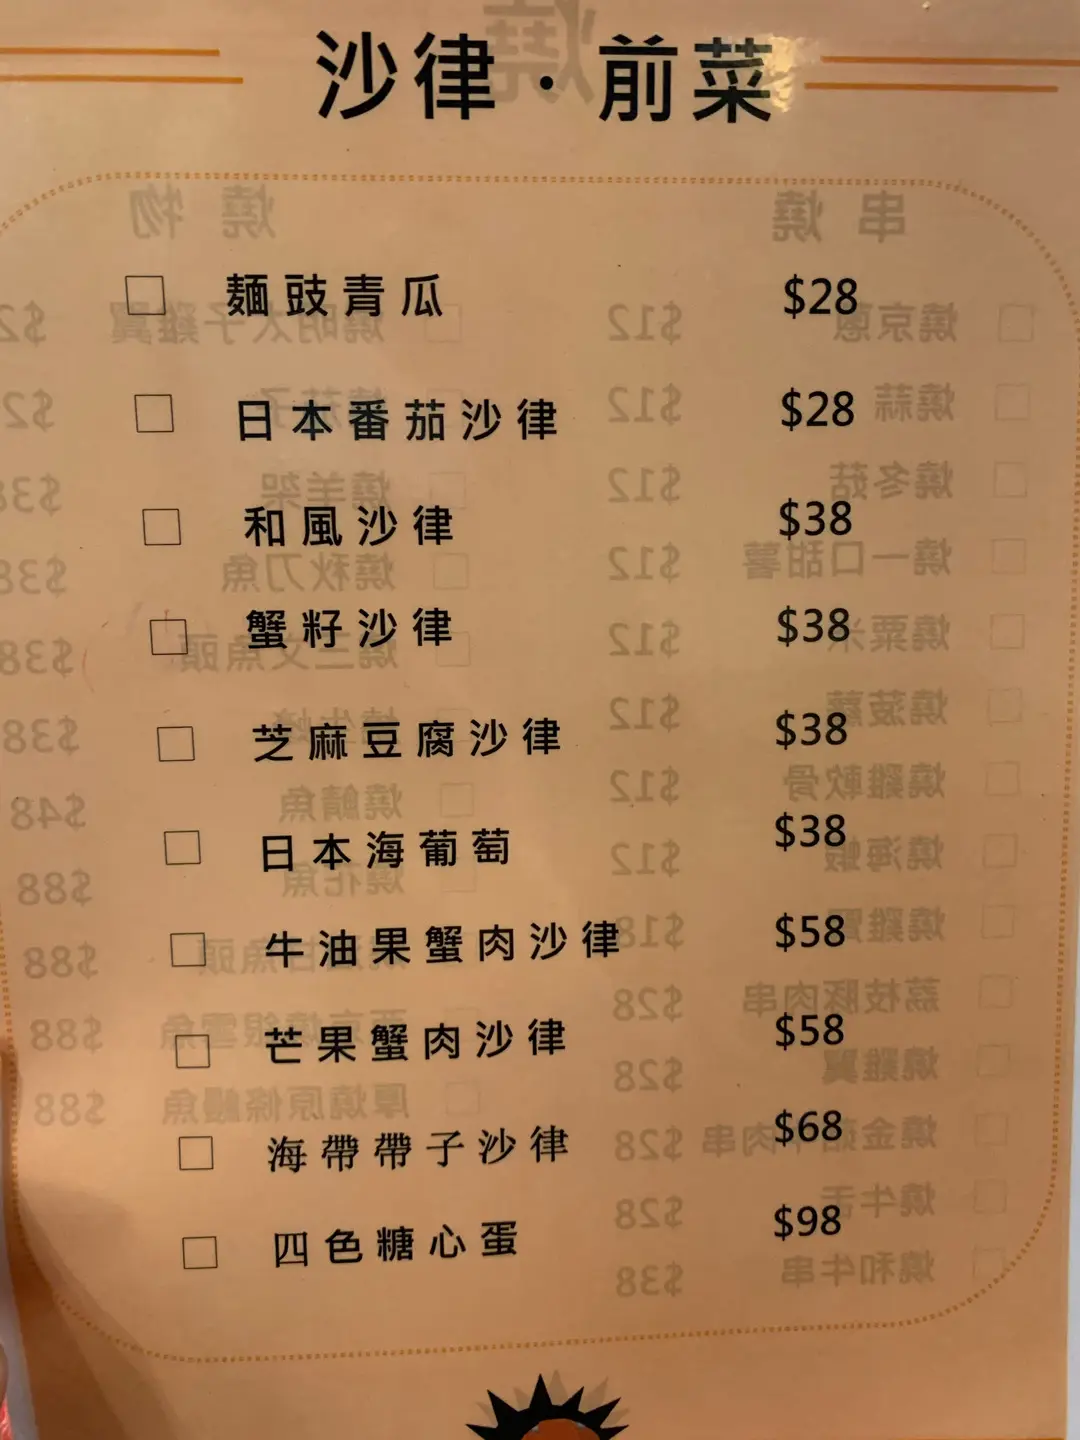 沙律·前菜
麵豉青瓜 $28
日本番茄沙律 $28
和風沙律 $38
蟹籽沙律 $38
芝麻豆腐沙律 $38
日本海葡萄 $38
牛油果蟹肉沙律 $58
芒果蟹肉沙律 $58
海帶帶子沙律 $68
四色糖心蛋 $98